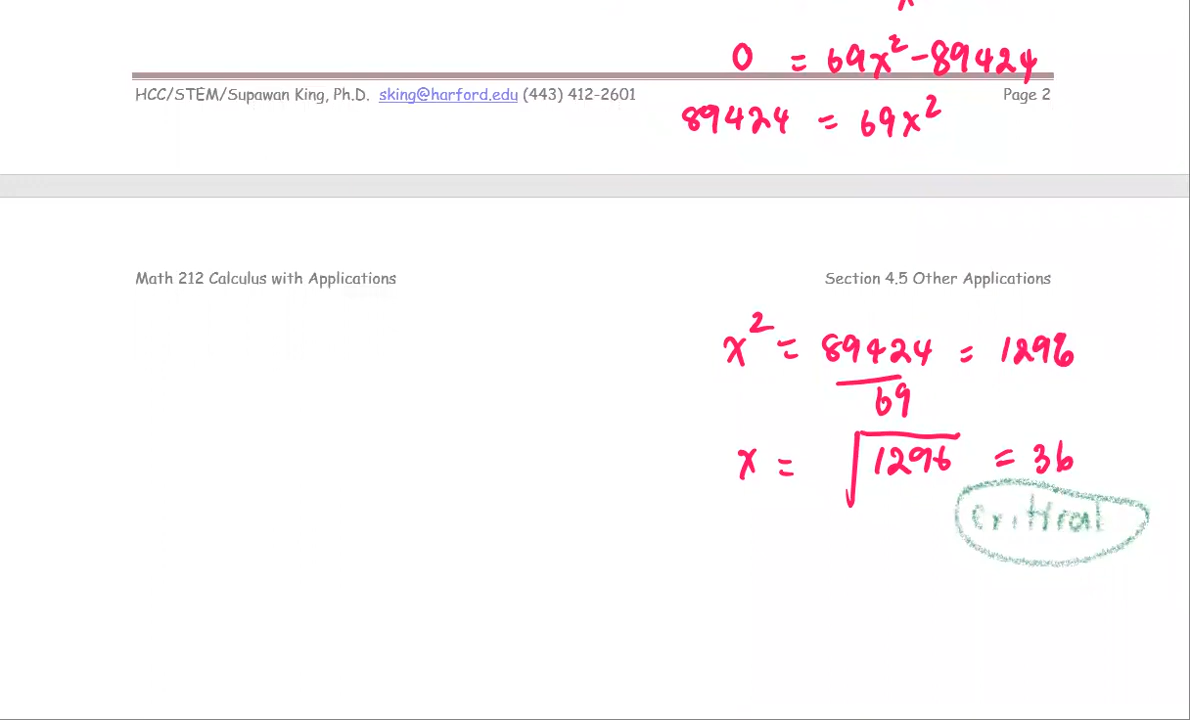 x
0 = 69x² - 89424
HCC/STEM/Supawan King, Ph.D. sking@harford.edu (443) 412-2601 Page 2
89424 = 69x²
Math 212 Calculus with Applications Section 4.5 Other Applications
x² = 89424/69 = 1296
x = √1296 = 36
critical